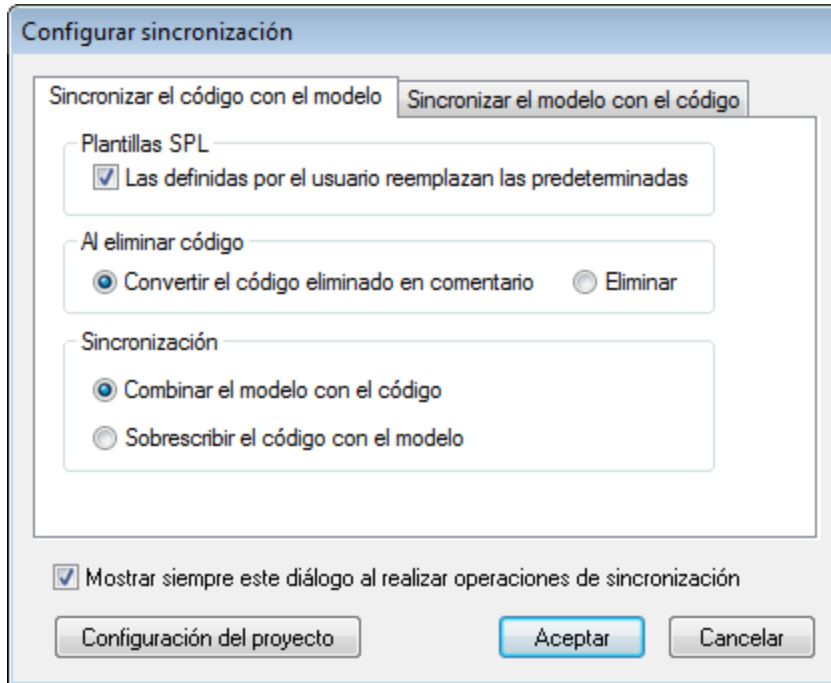 Configurar sincronización
Sincronizar el código con el modelo
Sincronizar el modelo con el código
Plantillas SPL
Las definidas por el usuario reemplazan las predeterminadas
Al eliminar código
Convertir el código eliminado en comentario
Eliminar
Sincronización
Combinar el modelo con el código
Sobrescribir el código con el modelo
Mostrar siempre este diálogo al realizar operaciones de sincronización
Configuración del proyecto
Aceptar
Cancelar